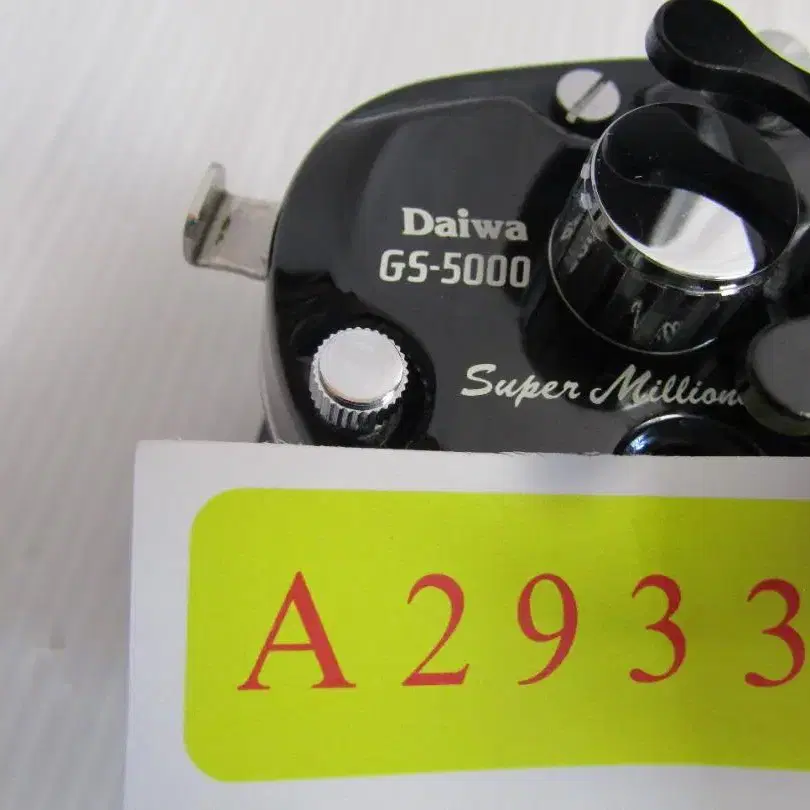 Daiwa
GS-5000
Super Million
A2933